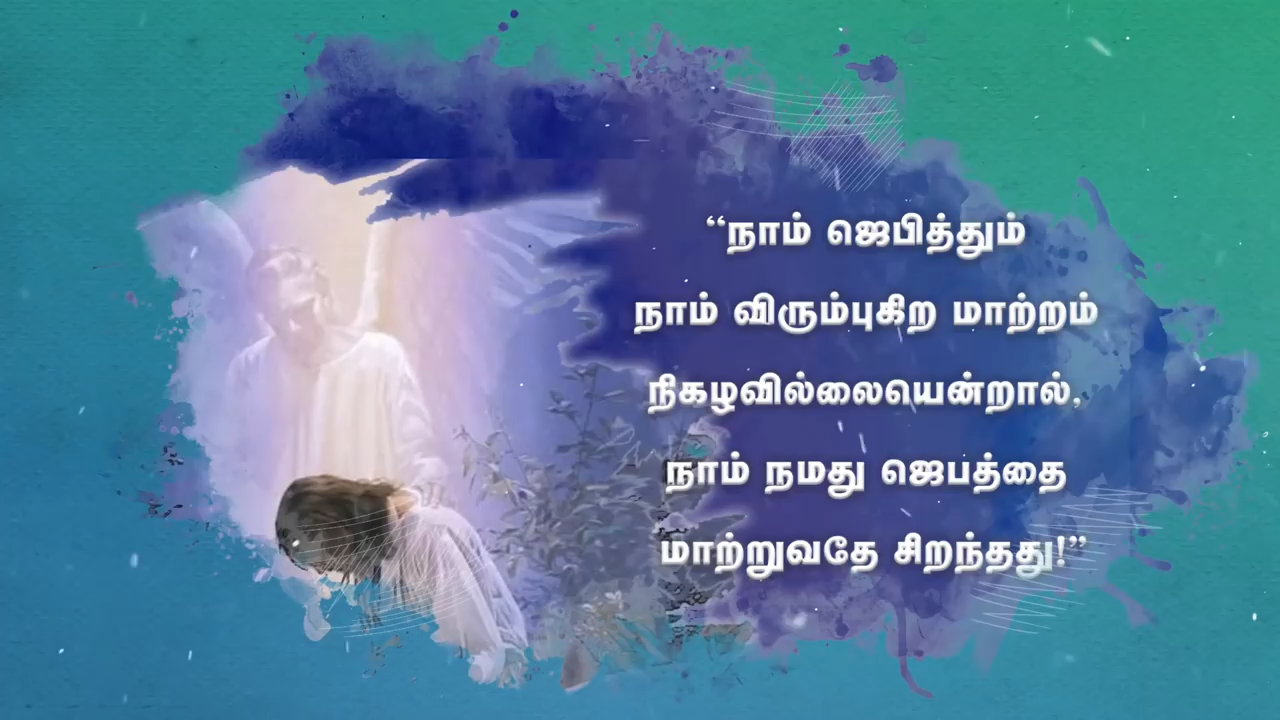 “நாம் ஜெபித்தும்
நாம் விரும்புகிற மாற்றம்
நிகழவில்லையென்றால்,
நாம் நமது ஜெபத்தை
மாற்றுவதே சிறந்தது!”